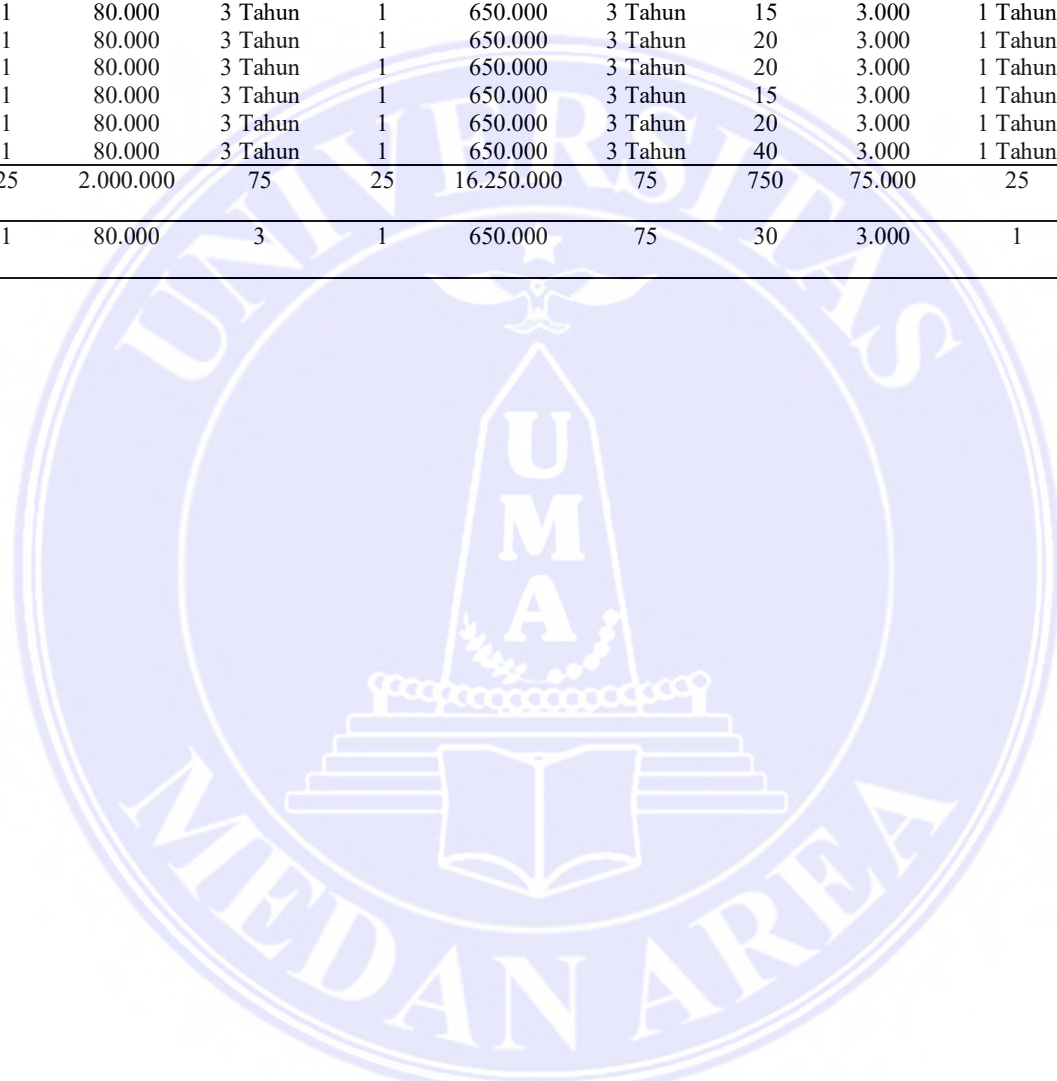 1 80.000 3 Tahun 1 650.000 3 Tahun 15 3.000 1 Tahun
1 80.000 3 Tahun 1 650.000 3 Tahun 20 3.000 1 Tahun
1 80.000 3 Tahun 1 650.000 3 Tahun 20 3.000 1 Tahun
1 80.000 3 Tahun 1 650.000 3 Tahun 15 3.000 1 Tahun
1 80.000 3 Tahun 1 650.000 3 Tahun 20 3.000 1 Tahun
1 80.000 3 Tahun 1 650.000 3 Tahun 40 3.000 1 Tahun
25 2.000.000 75 25 16.250.000 75 750 75.000 25
1 80.000 3 1 650.000 75 30 3.000 1
UNIVERSITAS
U
M
A
MEDAN AREA